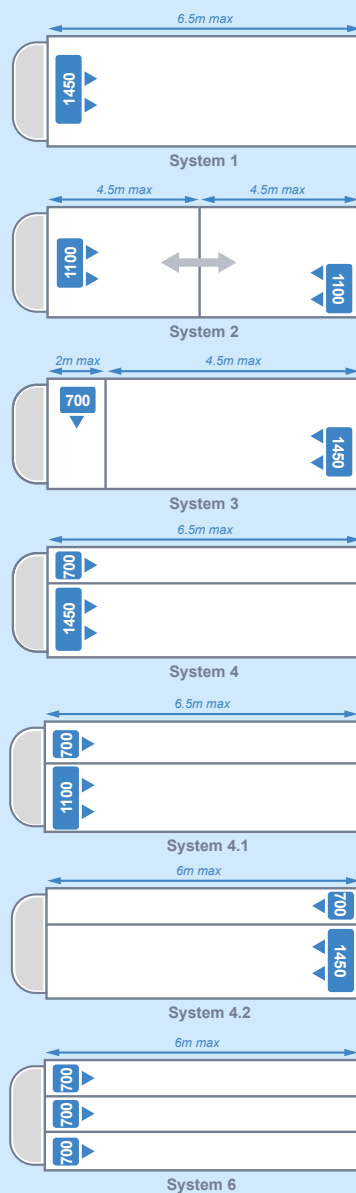 6.5m max
1450
System 1
4.5m max 4.5m max
1100
1100
System 2
2m max 4.5m max
700
1450
System 3
6.5m max
700
1450
System 4
6.5m max
700
1100
System 4.1
6m max
700
1450
System 4.2
6m max
700
700
700
System 6